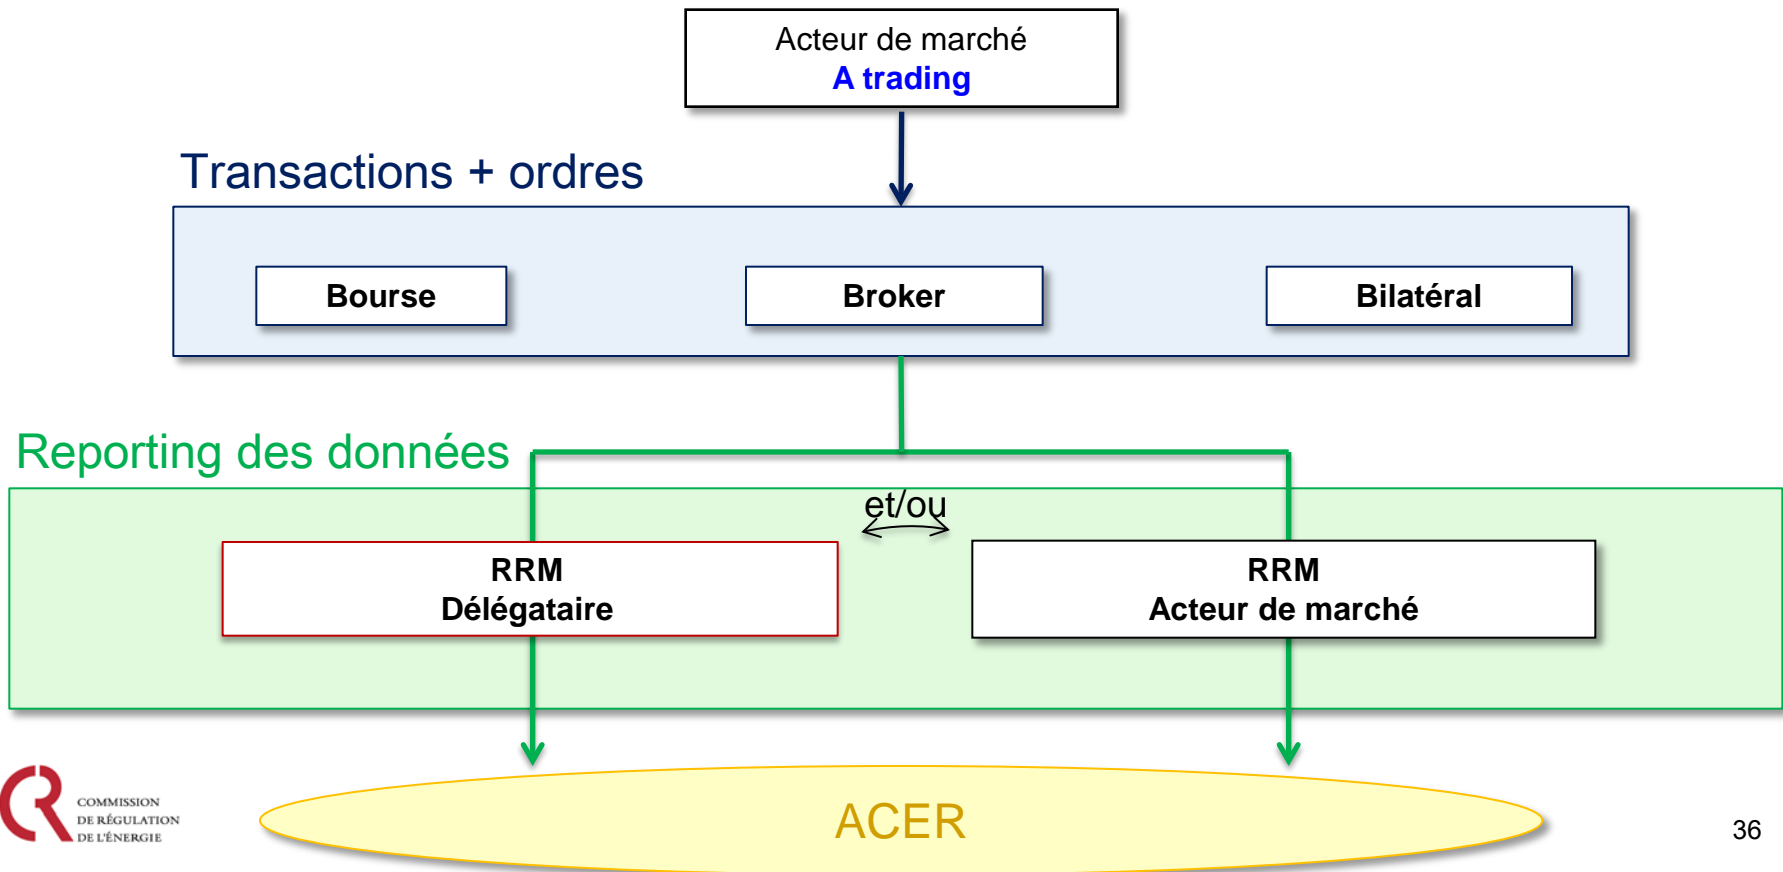 Acteur de marché
A trading
Transactions + ordres
Bourse
Broker
Bilatéral
Reporting des données
et/ou
RRM
Délégataire
RRM
Acteur de marché
COMMISSION
DE RÉGULATION
DE L'ÉNERGIE
ACER
36